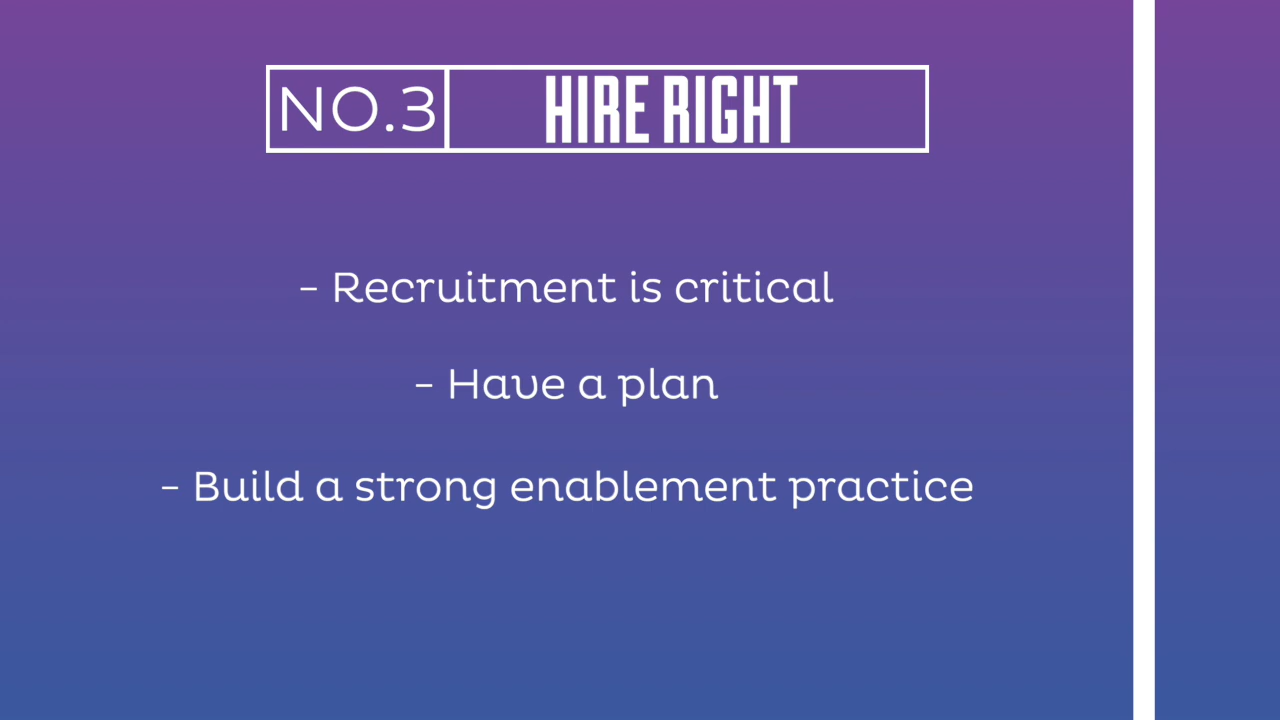 NO.3 HIRE RIGHT
- Recruitment is critical
- Have a plan
- Build a strong enablement practice